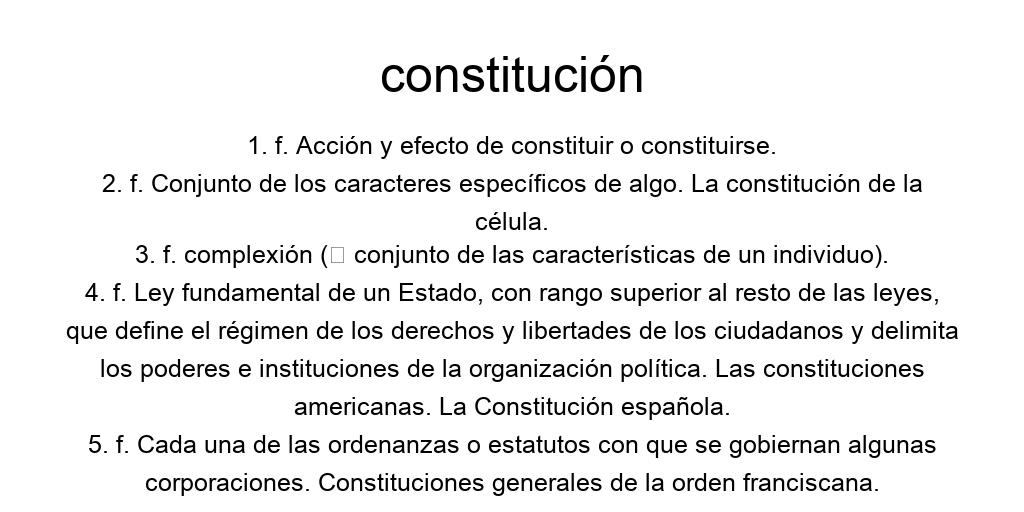 constitución
1. f. Acción y efecto de constituir o constituirse.
2. f. Conjunto de los caracteres específicos de algo. La constitución de la
célula.
3. f. complexión (□ conjunto de las características de un individuo).
4. f. Ley fundamental de un Estado, con rango superior al resto de las leyes,
que define el régimen de los derechos y libertades de los ciudadanos y delimita
los poderes e instituciones de la organización política. Las constituciones
americanas. La Constitución española.
5. f. Cada una de las ordenanzas o estatutos con que se gobiernan algunas
corporaciones. Constituciones generales de la orden franciscana.